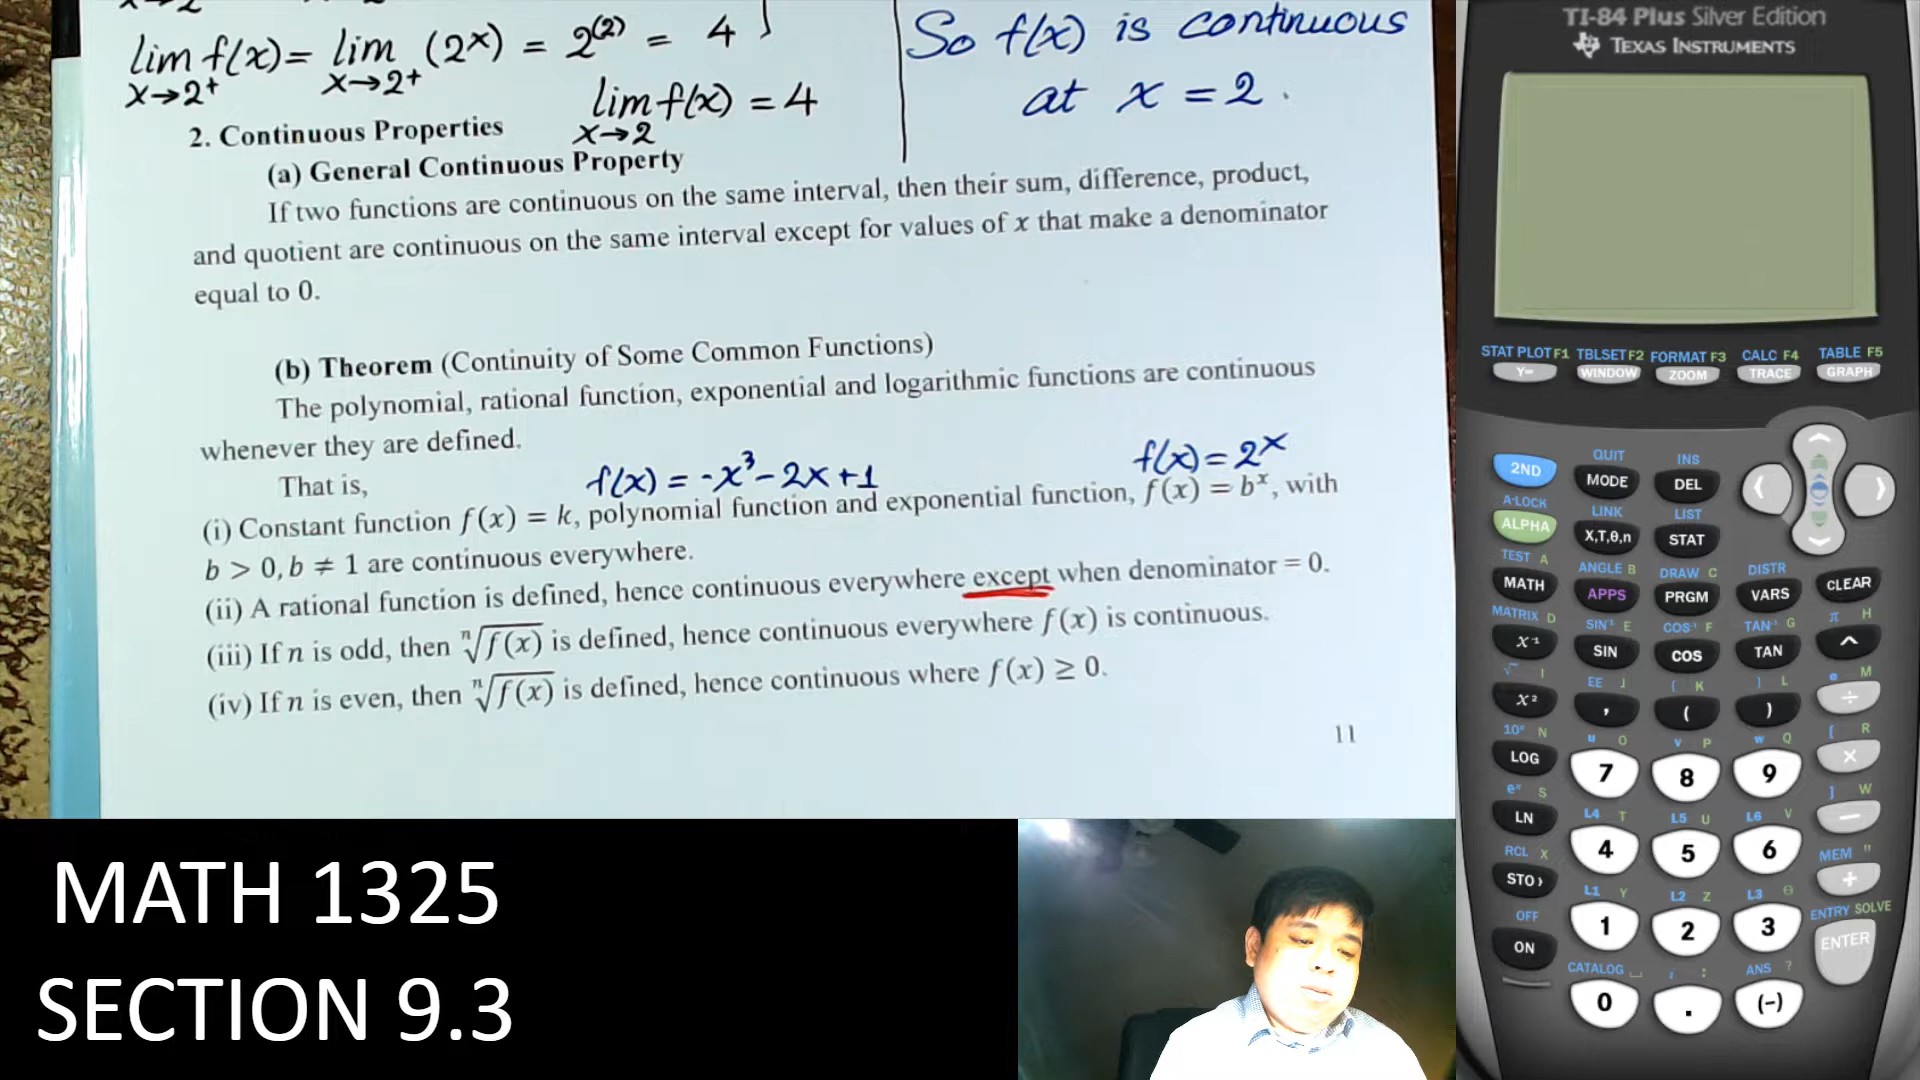 lim f(x) = lim (2ˣ) = 2⁽²⁾ = 4
x→2⁺ x→2⁺
lim f(x) = 4
x→2
So f(x) is continuous
at x = 2.
2. Continuous Properties
(a) General Continuous Property
If two functions are continuous on the same interval, then their sum, difference, product,
and quotient are continuous on the same interval except for values of x that make a denominator
equal to 0.
(b) Theorem (Continuity of Some Common Functions)
The polynomial, rational function, exponential and logarithmic functions are continuous
whenever they are defined.
That is,
f(x) = -x³ - 2x + 1
f(x) = 2ˣ
(i) Constant function f(x) = k, polynomial function and exponential function, f(x) = bˣ, with
b > 0, b ≠ 1 are continuous everywhere.
(ii) A rational function is defined, hence continuous everywhere except when denominator = 0.
(iii) If n is odd, then ⁿ√f(x) is defined, hence continuous everywhere f(x) is continuous.
(iv) If n is even, then ⁿ√f(x) is defined, hence continuous where f(x) ≥ 0.
11
MATH 1325
SECTION 9.3
TI-84 Plus Silver Edition
TEXAS INSTRUMENTS
STAT PLOT F1 TBLSET F2 FORMAT F3 CALC F4 TABLE F5
Y= WINDOW ZOOM TRACE GRAPH
QUIT INS
2ND MODE DEL
A-LOCK LINK LIST
ALPHA X,T,θ,n STAT
TEST A ANGLE B DRAW C DISTR
MATH APPS PRGM VARS CLEAR
MATRIX D SIN⁻¹ E COS⁻¹ F TAN⁻¹ G π H
x⁻¹ SIN COS TAN ^
√ I EE J { K } L e M
x² , ( ) ÷
10ˣ N u O v P w Q [ R
LOG 7 8 9 ×
eˣ S L4 T L5 U L6 V ] W
LN 4 5 6 −
RCL X L1 Y L2 Z L3 θ MEM "
STO› 1 2 3 +
OFF CATALOG ␣ i : ANS ? ENTRY SOLVE
ON 0 . (-) ENTER